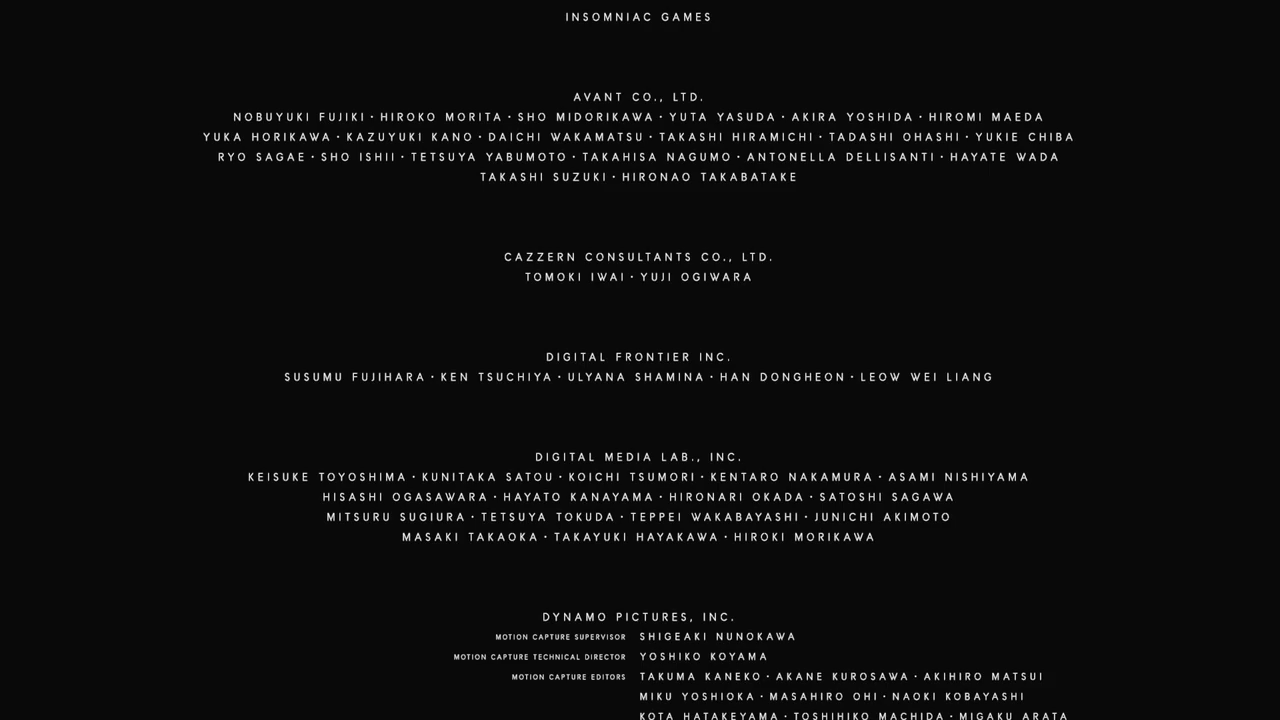 INSOMNIAC GAMES
AVANT CO., LTD.
NOBUYUKI FUJIKI · HIROKO MORITA · SHO MIDORIKAWA · YUTA YASUDA · AKIRA YOSHIDA · HIROMI MAEDA
YUKA HORIKAWA · KAZUYUKI KANO · DAICHI WAKAMATSU · TAKASHI HIRAMICHI · TADASHI OHASHI · YUKIE CHIBA
RYO SAGAE · SHO ISHII · TETSUYA YABUMOTO · TAKAHISA NAGUMO · ANTONELLA DELLISANTI · HAYATE WADA
TAKASHI SUZUKI · HIRONAO TAKABATAKE
CAZZERN CONSULTANTS CO., LTD.
TOMOKI IWAI · YUJI OGIWARA
DIGITAL FRONTIER INC.
SUSUMU FUJIHARA · KEN TSUCHIYA · ULYANA SHAMINA · HAN DONGHEON · LEOW WEI LIANG
DIGITAL MEDIA LAB., INC.
KEISUKE TOYOSHIMA · KUNITAKA SATOU · KOICHI TSUMORI · KENTARO NAKAMURA · ASAMI NISHIYAMA
HISASHI OGASAWARA · HAYATO KANAYAMA · HIRONARI OKADA · SATOSHI SAGAWA
MITSURU SUGIURA · TETSUYA TOKUDA · TEPPEI WAKABAYASHI · JUNICHI AKIMOTO
MASAKI TAKAOKA · TAKAYUKI HAYAKAWA · HIROKI MORIKAWA
DYNAMO PICTURES, INC.
MOTION CAPTURE SUPERVISOR SHIGEAKI NUNOKAWA
MOTION CAPTURE TECHNICAL DIRECTOR YOSHIKO KOYAMA
MOTION CAPTURE EDITORS TAKUMA KANEKO · AKANE KUROSAWA · AKIHIRO MATSUI
MIKU YOSHIOKA · MASAHIRO OHI · NAOKI KOBAYASHI
KOTA HATAKEYAMA · TOSHIHIKO MACHIDA · MIGAKU ARATA